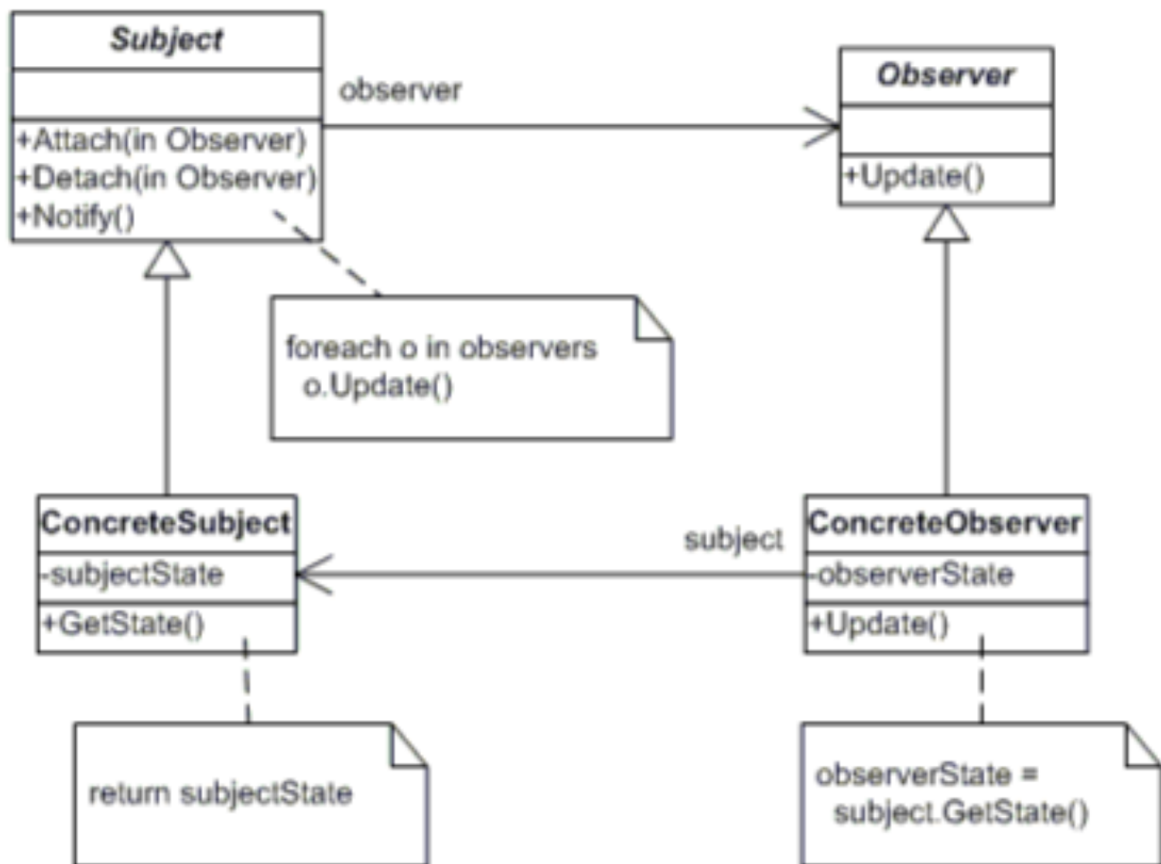 Subject
observer
Observer
+Attach(in Observer)
+Detach(in Observer)
+Notify()
+Update()
foreach o in observers
o.Update()
ConcreteSubject
-subjectState
+GetState()
subject
ConcreteObserver
-observerState
+Update()
return subjectState
observerState =
subject.GetState()